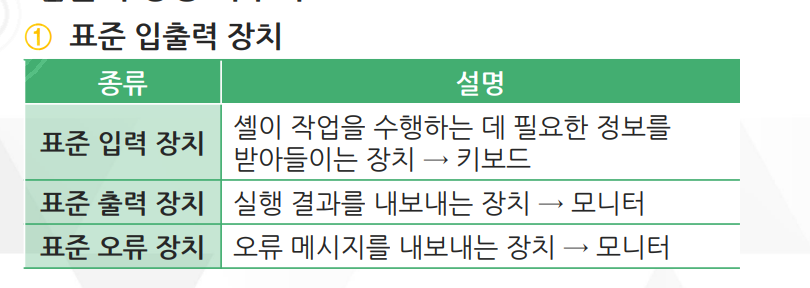 ① 표준 입출력 장치
종류 설명
표준 입력 장치 셸이 작업을 수행하는 데 필요한 정보를
받아들이는 장치 → 키보드
표준 출력 장치 실행 결과를 내보내는 장치 → 모니터
표준 오류 장치 오류 메시지를 내보내는 장치 → 모니터